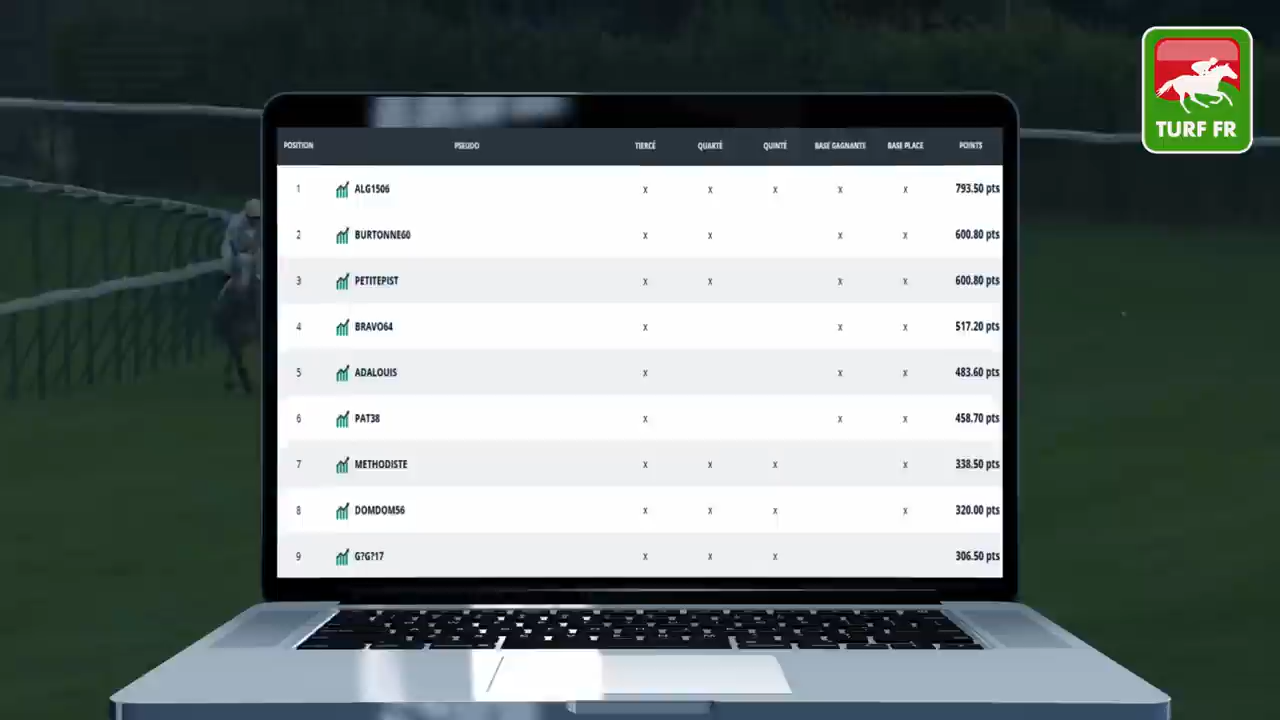 TURF FR
POSITION PSEUDO TIERCÉ QUARTÉ QUINTÉ BASE GAGNANTE BASE PLACE POINTS
1 ALG1506 x x x x x 793.50 pts
2 BURTONNE60 x x x x 600.80 pts
3 PETITEPIST x x x x 600.80 pts
4 BRAVO64 x x x 517.20 pts
5 ADALOUIS x x x 483.60 pts
6 PAT38 x x x 458.70 pts
7 METHODISTE x x x x 338.50 pts
8 DOMDOM56 x x x x 320.00 pts
9 G?G?17 x x x 306.50 pts